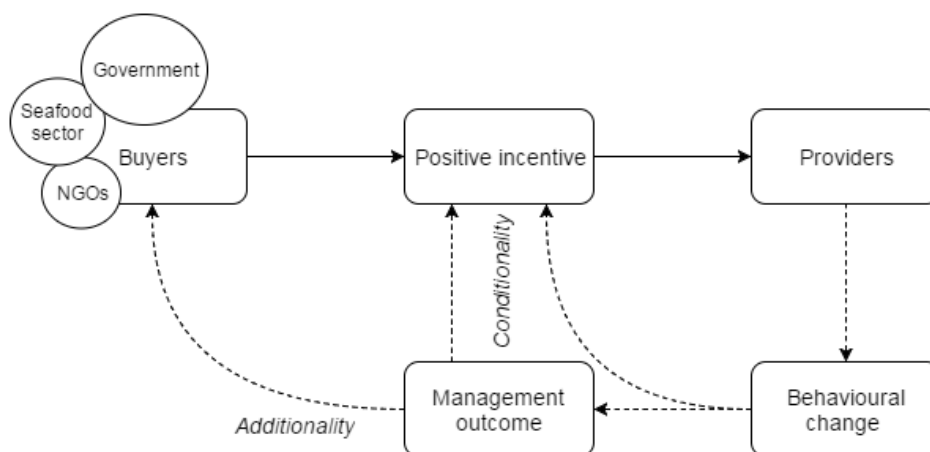 Government
Seafood
sector
NGOs
Buyers
Positive incentive
Providers
Conditionality
Additionality
Management
outcome
Behavioural
change